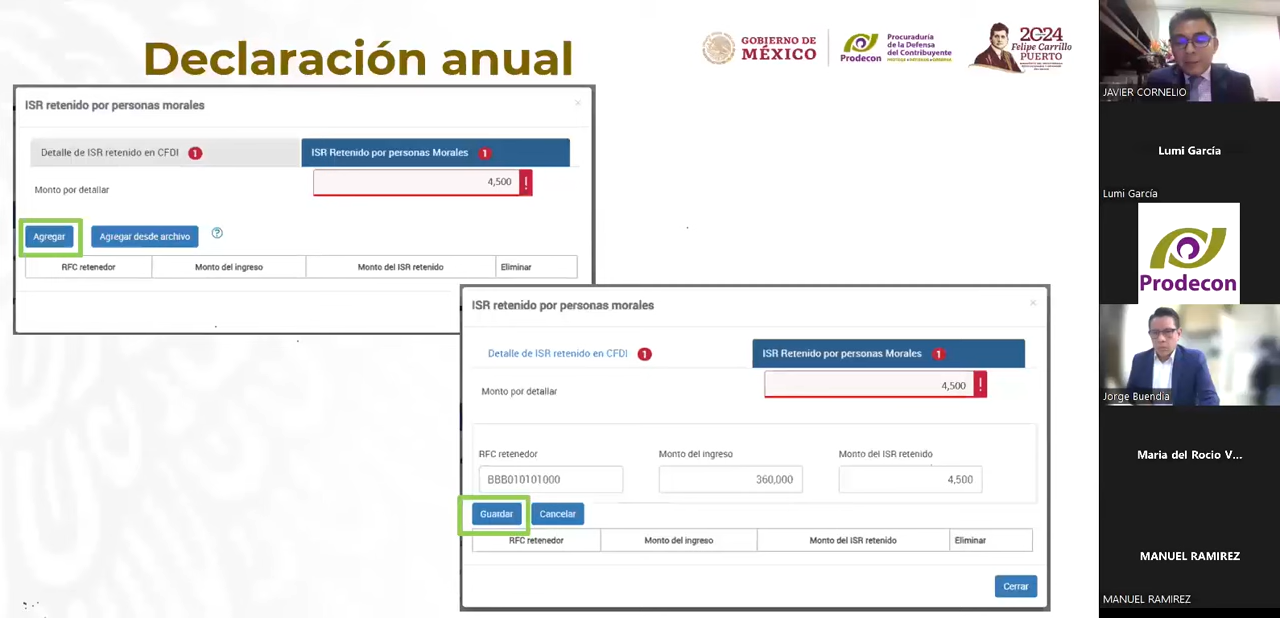 Declaración anual
GOBIERNO DE
MÉXICO
Prodecon
Procuraduría
de la Defensa
del Contribuyente
2024
Felipe Carrillo
PUERTO
ISR retenido por personas morales
×
Detalle de ISR retenido en CFDI 1
ISR Retenido por personas Morales 1
Monto por detallar
4,500 !
Agregar
Agregar desde archivo
?
RFC retenedor
Monto del ingreso
Monto del ISR retenido
Eliminar
ISR retenido por personas morales
×
Detalle de ISR retenido en CFDI 1
ISR Retenido por personas Morales 1
Monto por detallar
4,500 !
RFC retenedor
Monto del ingreso
Monto del ISR retenido
BBB010101000
360,000
4,500
Guardar
Cancelar
RFC retenedor
Monto del ingreso
Monto del ISR retenido
Eliminar
Cerrar
JAVIER CORNELIO
Lumi García
Lumi García
Prodecon
Jorge Buendia
Maria del Rocio V...
MANUEL RAMIREZ
MANUEL RAMIREZ